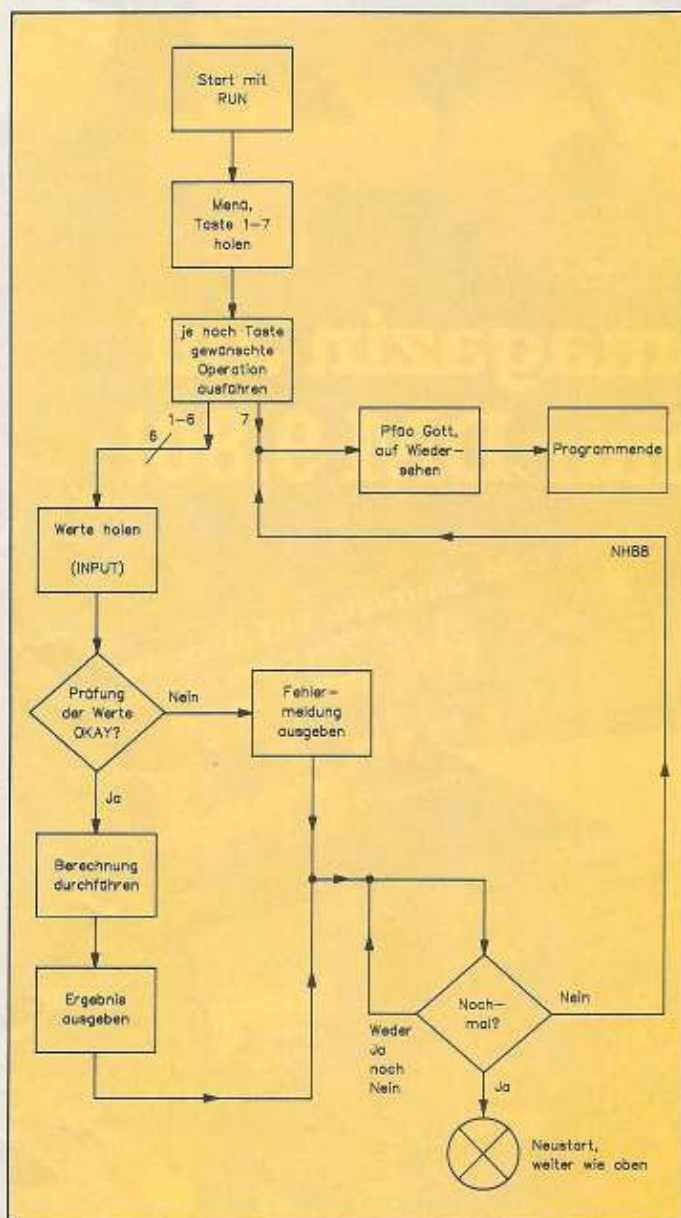 Start mit
RUN
Menü,
Taste 1-7
holen
je nach Taste
gewünschte
Operation
ausführen
1-6
6
7
Pfüo Gott,
auf Wieder-
sehen
Programmende
Werte holen
(INPUT)
NH88
Prüfung
der Werte
OKAY?
Nein
Fehler-
meldung
ausgeben
Ja
Berechnung
durchführen
Ergebnis
ausgeben
Noch-
mal?
Nein
Weder
Ja
noch
Nein
Ja
Neustart,
weiter wie oben